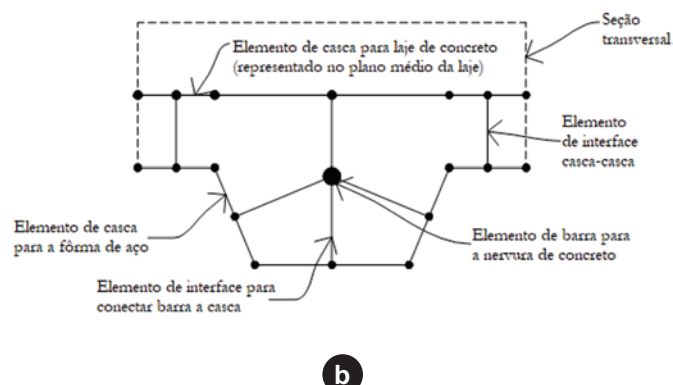 Seção
transversal
Elemento de casca para laje de concreto
(representado no plano médio da laje)
Elemento
de interface
casca-casca
Elemento de casca
para a fôrma de aço
Elemento de barra para
a nervura de concreto
Elemento de interface para
conectar barra a casca
b